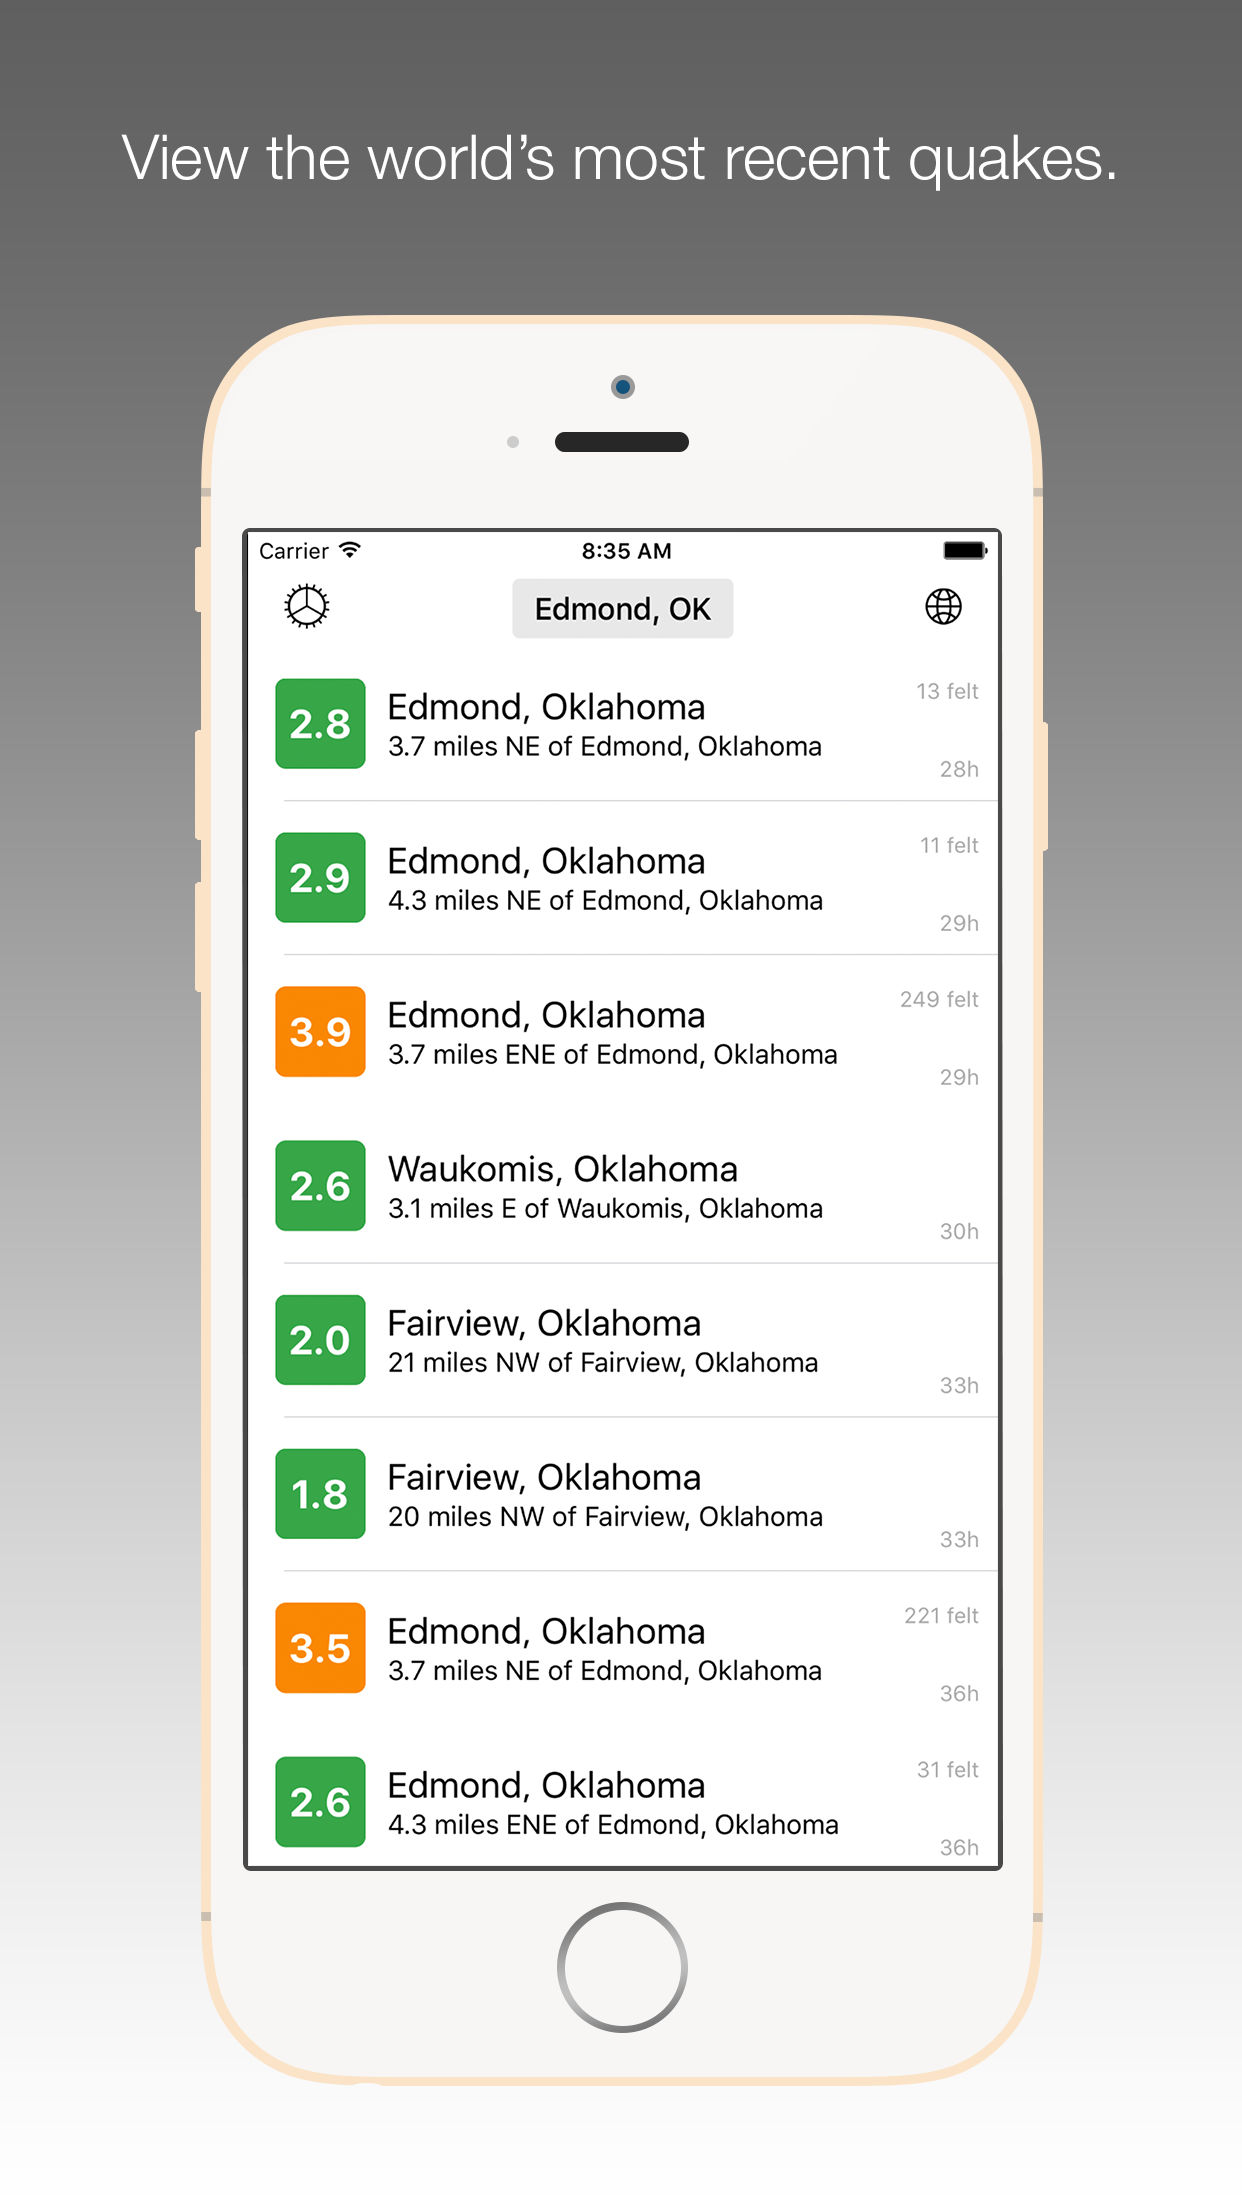 View the world's most recent quakes.
Carrier 8:35 AM
Edmond, OK
2.8 Edmond, Oklahoma 13 felt
3.7 miles NE of Edmond, Oklahoma
28h
2.9 Edmond, Oklahoma 11 felt
4.3 miles NE of Edmond, Oklahoma
29h
3.9 Edmond, Oklahoma 249 felt
3.7 miles ENE of Edmond, Oklahoma
29h
2.6 Waukomis, Oklahoma
3.1 miles E of Waukomis, Oklahoma
30h
2.0 Fairview, Oklahoma
21 miles NW of Fairview, Oklahoma
33h
1.8 Fairview, Oklahoma
20 miles NW of Fairview, Oklahoma
33h
3.5 Edmond, Oklahoma 221 felt
3.7 miles NE of Edmond, Oklahoma
36h
2.6 Edmond, Oklahoma 31 felt
4.3 miles ENE of Edmond, Oklahoma
36h